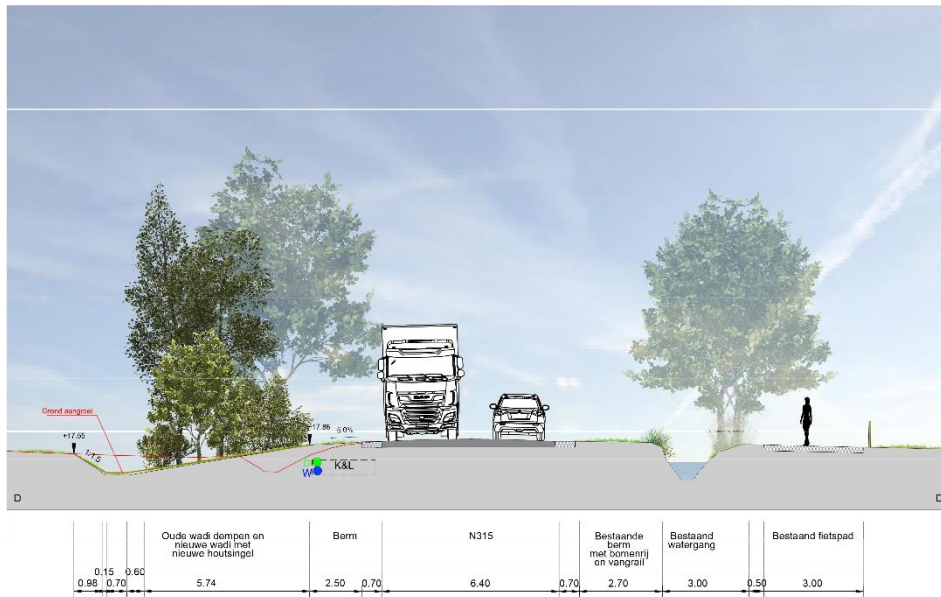 Grond aangroei
+17.55
1:1.5
17.86
5.0%
K&L
W
D
D
Oude wadi dempen en
nieuwe wadi met
nieuwe houtsingel
Berm
N315
Bestaande
berm
met bomenrij
en vangrail
Bestaand
watergang
Bestaand fietspad
0.98
0.15
0.70
0.60
5.74
2.50
0.70
6.40
0.70
2.70
3.00
0.50
3.00